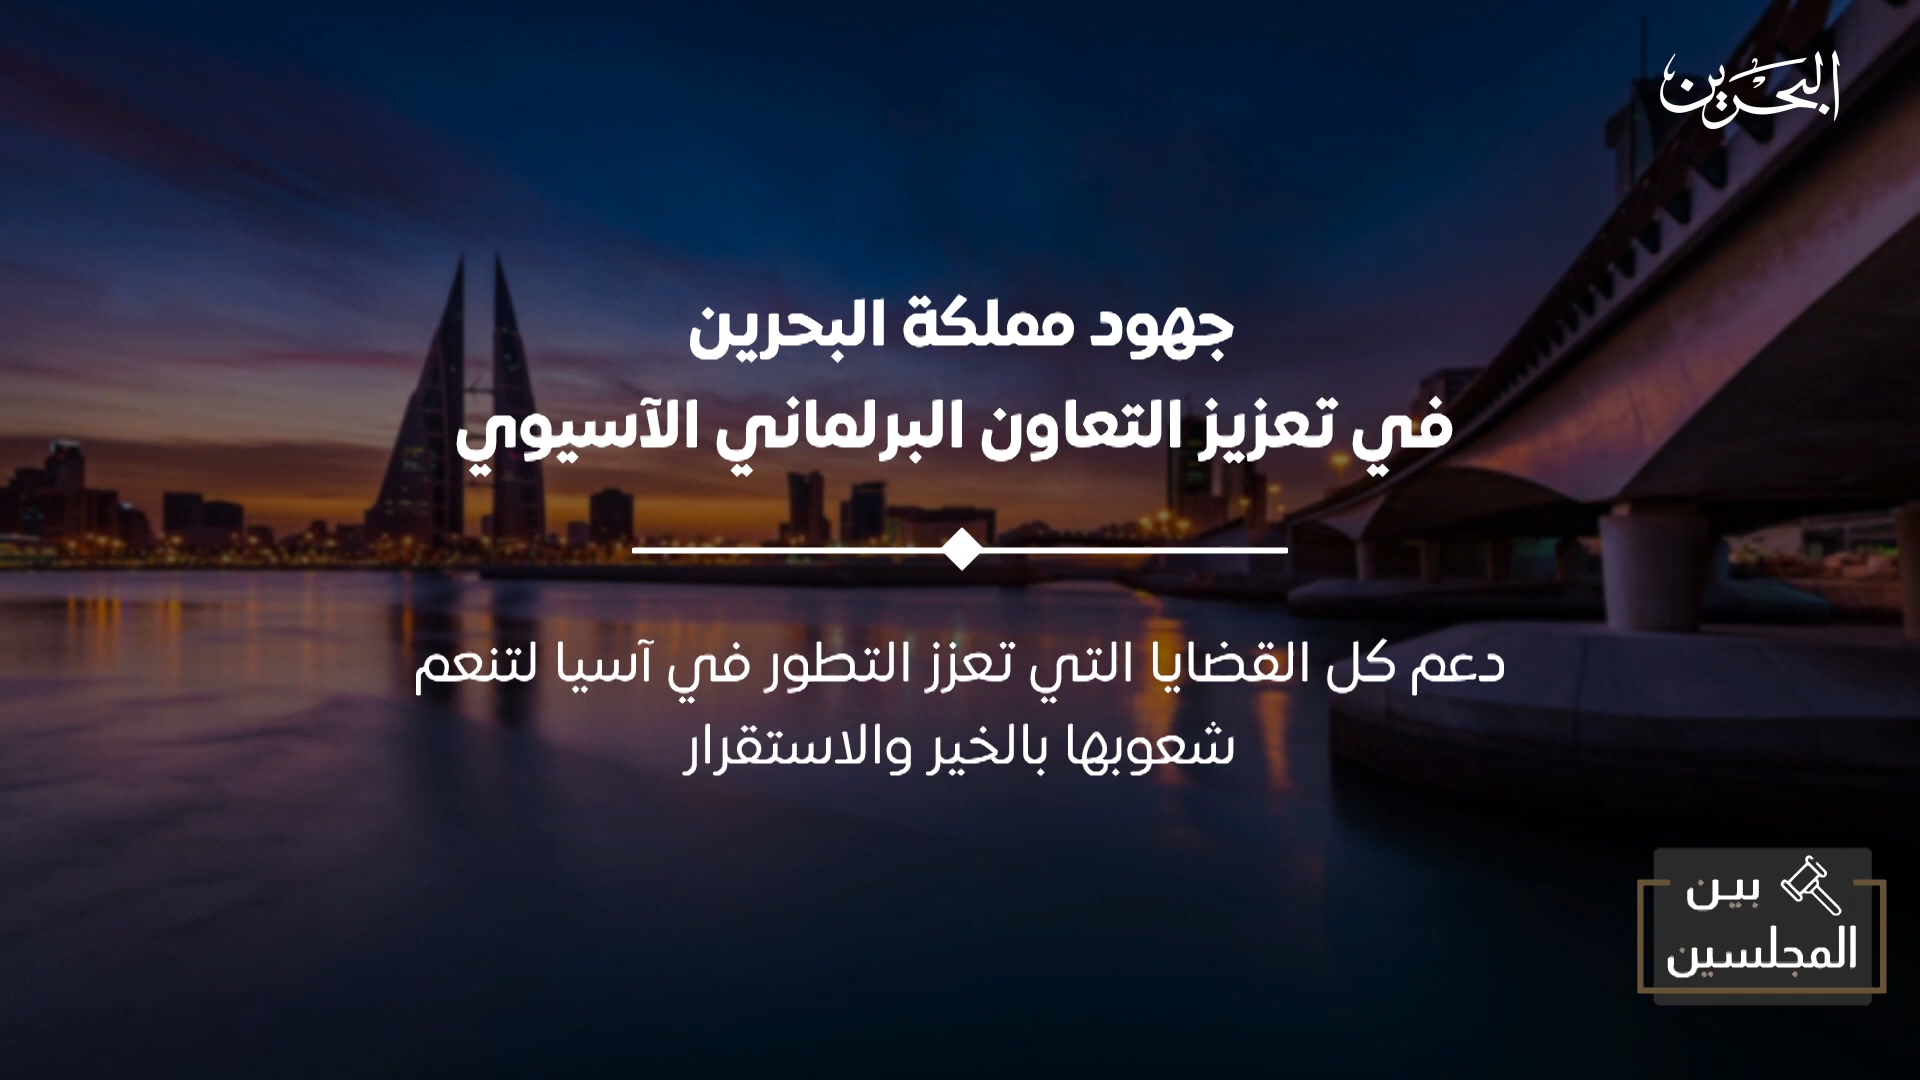 البحرين
جهود مملكة البحرين
في تعزيز التعاون البرلماني الآسيوي
دعم كل القضايا التي تعزز التطور في آسيا لتنعم
شعوبها بالخير والاستقرار
بين
المجلسين